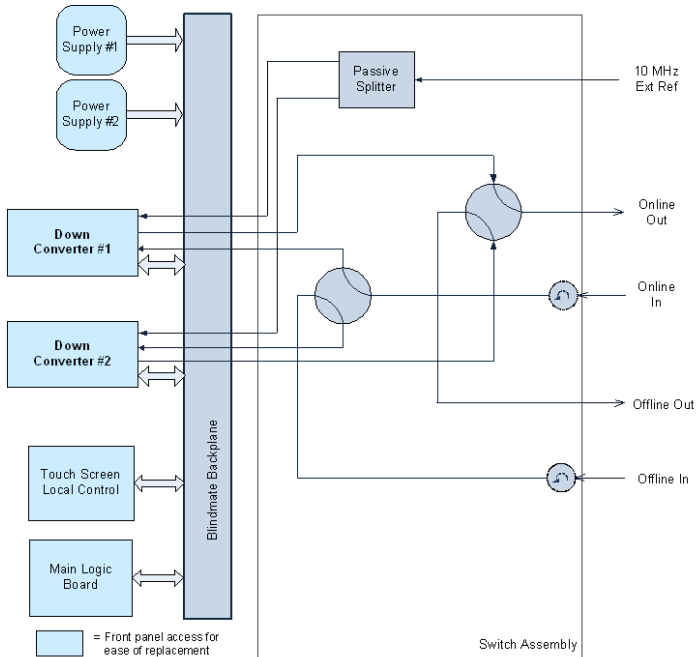 Power
Supply #1
Power
Supply #2
Passive
Splitter
10 MHz
Ext Ref
Down
Converter #1
Online
Out
Online
In
Down
Converter #2
Offline Out
Touch Screen
Local Control
Offline In
Blindmate Backplane
Main Logic
Board
= Front panel access for
ease of replacement
Switch Assembly